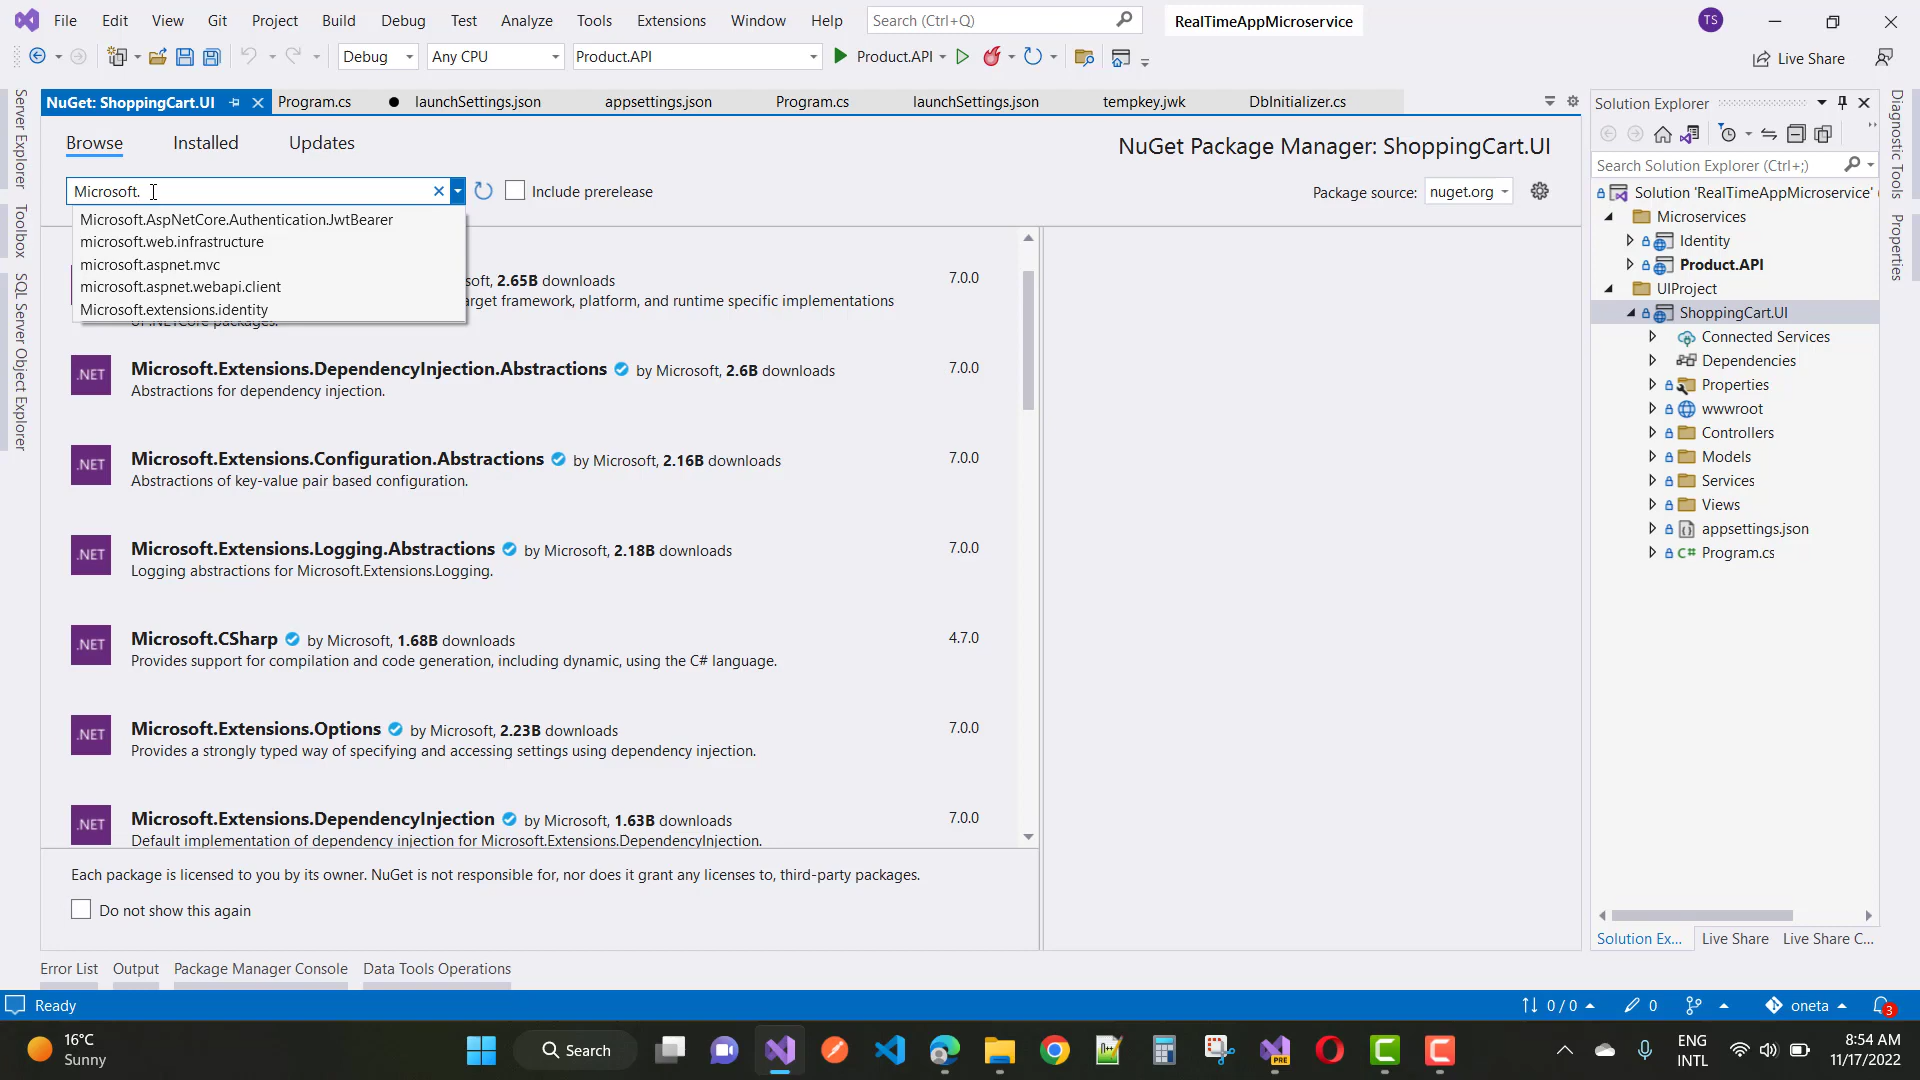 File Edit View Git Project Build Debug Test Analyze Tools Extensions Window Help Search (Ctrl+Q) RealTimeAppMicroservice TS
Debug Any CPU Product.API Product.API Live Share
NuGet: ShoppingCart.UI Program.cs launchSettings.json appsettings.json Program.cs launchSettings.json tempkey.jwk DbInitializer.cs
Server Explorer
Toolbox
SQL Server Object Explorer
Browse Installed Updates
NuGet Package Manager: ShoppingCart.UI
Microsoft. Include prerelease
Package source: nuget.org
Microsoft.AspNetCore.Authentication.JwtBearer
microsoft.web.infrastructure
microsoft.aspnet.mvc
microsoft.aspnet.webapi.client
Microsoft.extensions.identity
soft, 2.65B downloads 7.0.0
arget framework, platform, and runtime specific implementations
packages.
.NET Microsoft.Extensions.DependencyInjection.Abstractions by Microsoft, 2.6B downloads 7.0.0
Abstractions for dependency injection.
.NET Microsoft.Extensions.Configuration.Abstractions by Microsoft, 2.16B downloads 7.0.0
Abstractions of key-value pair based configuration.
.NET Microsoft.Extensions.Logging.Abstractions by Microsoft, 2.18B downloads 7.0.0
Logging abstractions for Microsoft.Extensions.Logging.
.NET Microsoft.CSharp by Microsoft, 1.68B downloads 4.7.0
Provides support for compilation and code generation, including dynamic, using the C# language.
.NET Microsoft.Extensions.Options by Microsoft, 2.23B downloads 7.0.0
Provides a strongly typed way of specifying and accessing settings using dependency injection.
.NET Microsoft.Extensions.DependencyInjection by Microsoft, 1.63B downloads 7.0.0
Default implementation of dependency injection for Microsoft.Extensions.DependencyInjection.
Each package is licensed to you by its owner. NuGet is not responsible for, nor does it grant any licenses to, third-party packages.
Do not show this again
Solution Explorer
Search Solution Explorer (Ctrl+;)
Solution 'RealTimeAppMicroservice' (
Microservices
Identity
Product.API
UIProject
ShoppingCart.UI
Connected Services
Dependencies
Properties
wwwroot
Controllers
Models
Services
Views
appsettings.json
C# Program.cs
Solution Ex... Live Share Live Share C...
Diagnostic Tools
Properties
Error List Output Package Manager Console Data Tools Operations
Ready 0 / 0 0 oneta 3
16°C
Sunny
Search
PRE
ENG
INTL
8:54 AM
11/17/2022